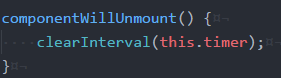 componentWillUnmount() {
    clearInterval(this.timer);
}